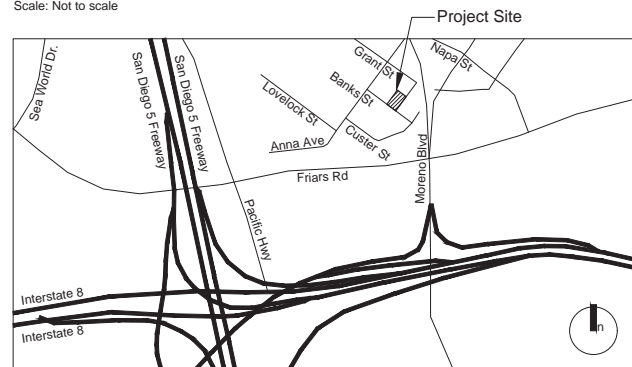 Scale: Not to scale
Project Site
Sea World Dr.
San Diego 5 Freeway
San Diego 5 Freeway
Grant St
Napa St
Banks St
Lovelock St
Custer St
Anna Ave
Moreno Blvd
Friars Rd
Pacific Hwy
Interstate 8
Interstate 8
n